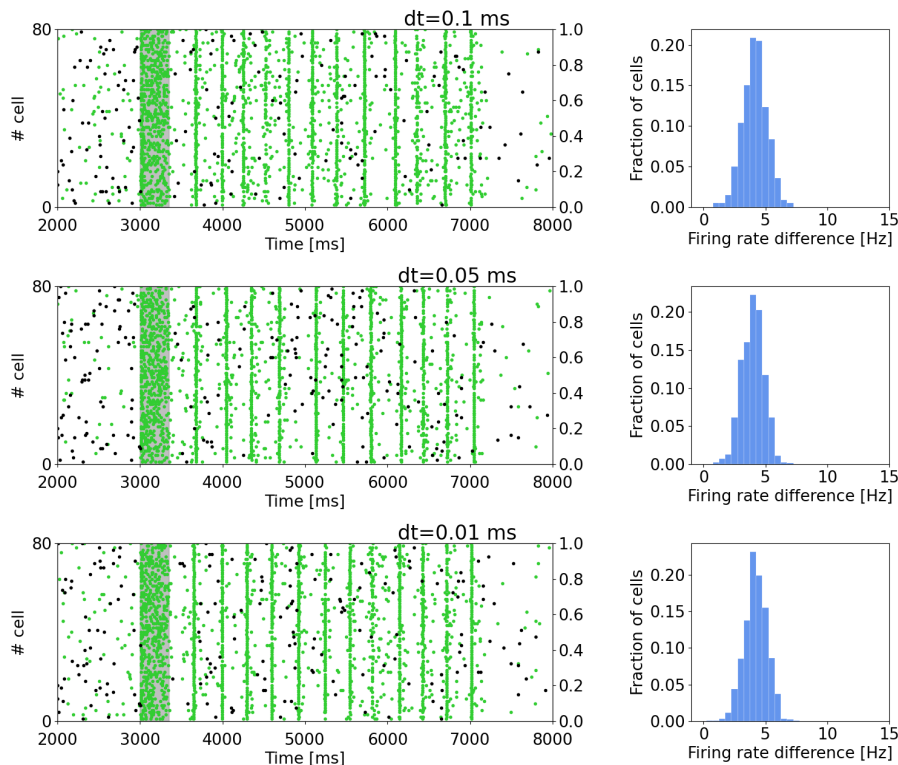 dt=0.1 ms
80
0
# cell
2000 3000 4000 5000 6000 7000 8000
Time [ms]
1.0
0.8
0.6
0.4
0.2
0.0
Fraction of cells
0.20
0.15
0.10
0.05
0.00
0 5 10 15
Firing rate difference [Hz]
dt=0.05 ms
80
0
# cell
2000 3000 4000 5000 6000 7000 8000
Time [ms]
1.0
0.8
0.6
0.4
0.2
0.0
Fraction of cells
0.20
0.15
0.10
0.05
0.00
0 5 10 15
Firing rate difference [Hz]
dt=0.01 ms
80
0
# cell
2000 3000 4000 5000 6000 7000 8000
Time [ms]
1.0
0.8
0.6
0.4
0.2
0.0
Fraction of cells
0.20
0.15
0.10
0.05
0.00
0 5 10 15
Firing rate difference [Hz]